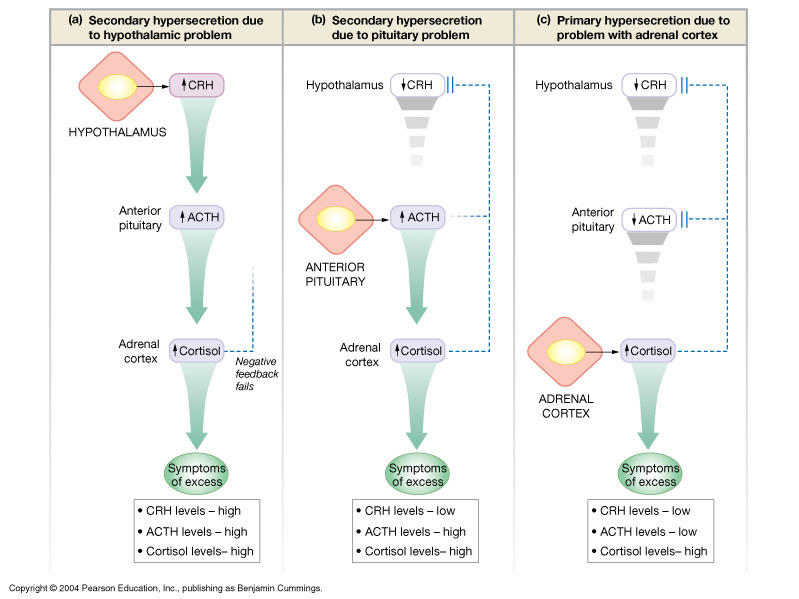 (a) Secondary hypersecretion due
to hypothalamic problem
(b) Secondary hypersecretion
due to pituitary problem
(c) Primary hypersecretion due to
problem with adrenal cortex
CRH
HYPOTHALAMUS
Anterior
pituitary
ACTH
Adrenal
cortex
Cortisol
Negative
feedback
fails
Symptoms
of excess
• CRH levels – high
• ACTH levels – high
• Cortisol levels– high
Hypothalamus
CRH
ACTH
ANTERIOR
PITUITARY
Adrenal
cortex
Cortisol
Symptoms
of excess
• CRH levels – low
• ACTH levels – high
• Cortisol levels– high
Hypothalamus
CRH
Anterior
pituitary
ACTH
Cortisol
ADRENAL
CORTEX
Symptoms
of excess
• CRH levels – low
• ACTH levels – low
• Cortisol levels– high
Copyright © 2004 Pearson Education, Inc., publishing as Benjamin Cummings.